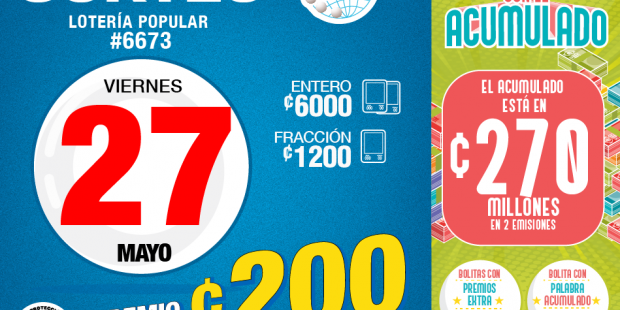 LOTERÍA POPULAR
#6673
VIERNES
27
MAYO
ENTERO
₡6000
FRACCIÓN
₡1200
₡200
ACUMULADO
EL ACUMULADO
ESTÁ EN
₡270
MILLONES
EN 2 EMISIONES
BOLITAS CON
PREMIOS
EXTRA
BOLITA CON
PALABRA
ACUMULADO